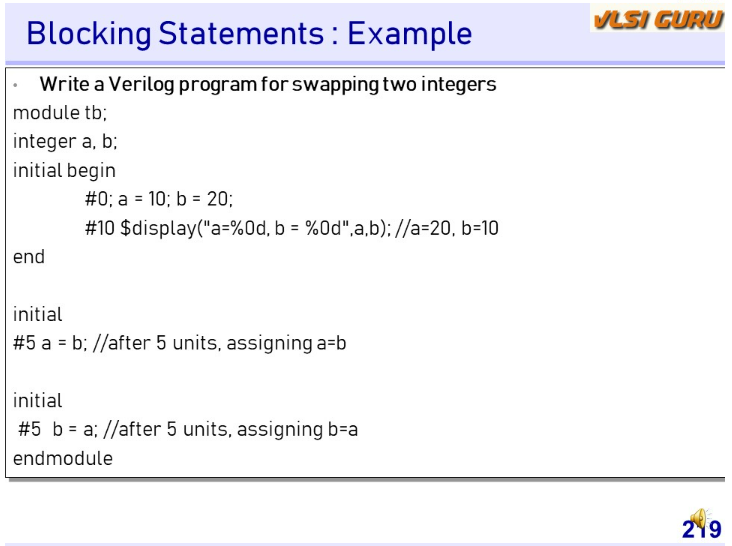 Blocking Statements : Example
VLSI GURU
• Write a Verilog program for swapping two integers
module tb;
integer a, b;
initial begin
#0; a = 10; b = 20;
#10 $display("a=%0d, b = %0d",a,b); //a=20, b=10
end
initial
#5 a = b; //after 5 units, assigning a=b
initial
#5 b = a; //after 5 units, assigning b=a
endmodule
219